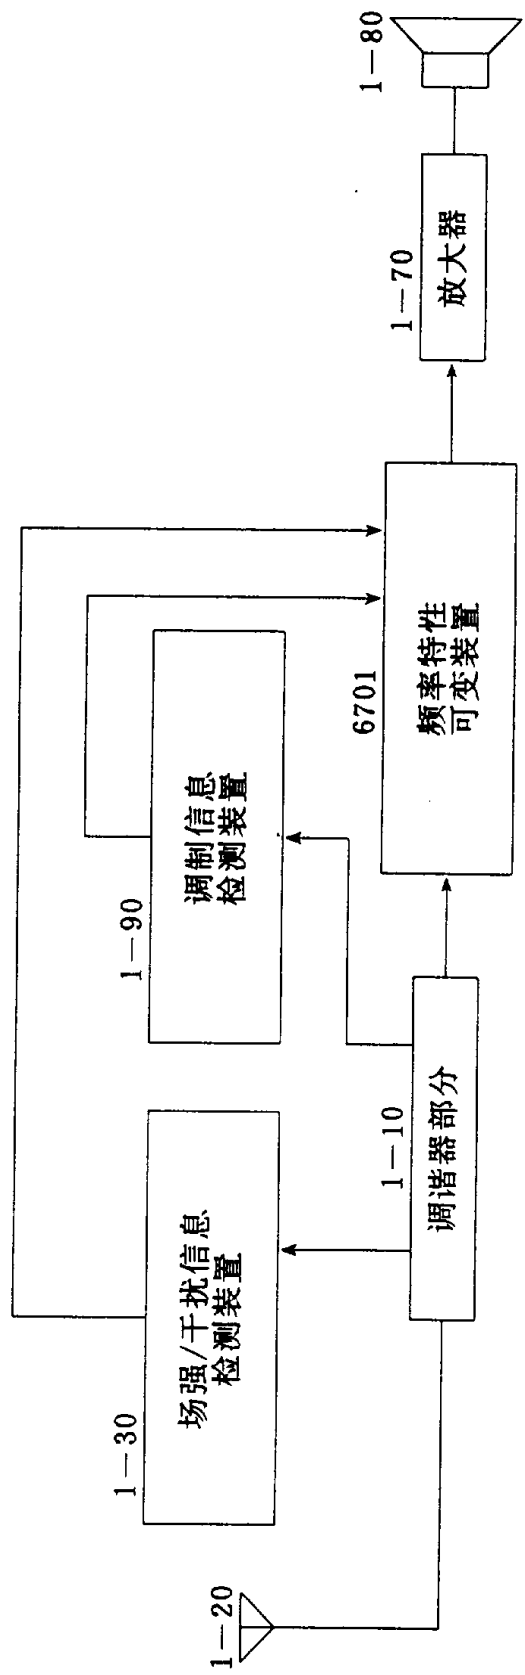 1—20
1—30
场强/干扰信息
检测装置
1—90
调制信息
检测装置
1—10
调谐器部分
6701
频率特性
可变装置
1—70
放大器
1—80